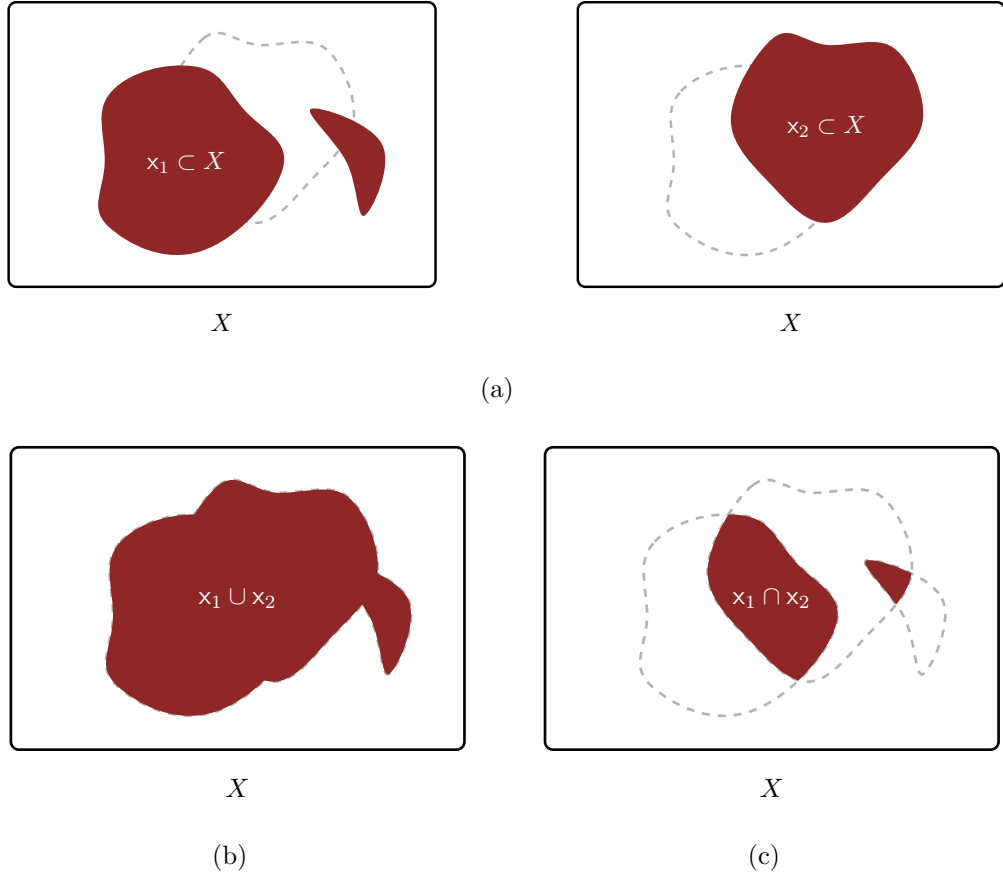 x₁ ⊂ X
x₂ ⊂ X
X
X
(a)
x₁ ∪ x₂
x₁ ∩ x₂
X
X
(b)
(c)